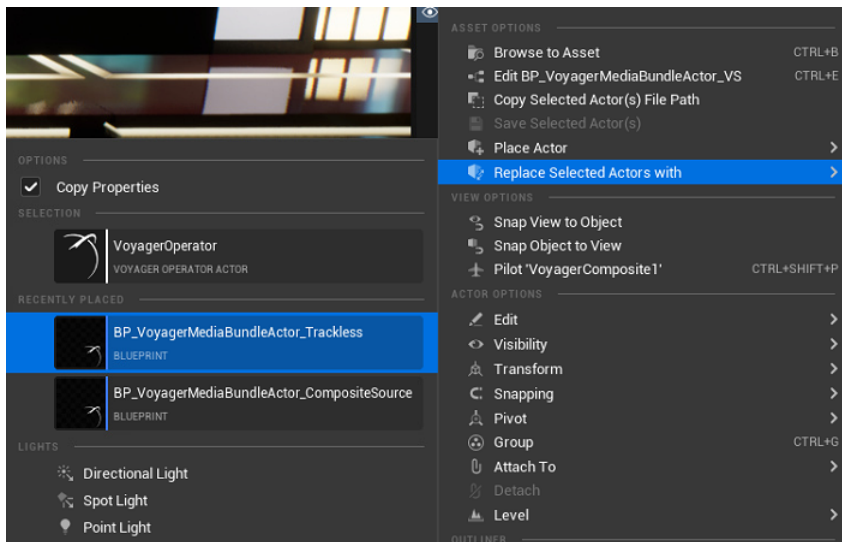 OPTIONS
Copy Properties
SELECTION
VoyagerOperator
VOYAGER OPERATOR ACTOR
RECENTLY PLACED
BP_VoyagerMediaBundleActor_Trackless
BLUEPRINT
BP_VoyagerMediaBundleActor_CompositeSource
BLUEPRINT
LIGHTS
Directional Light
Spot Light
Point Light
ASSET OPTIONS
Browse to Asset CTRL+B
Edit BP_VoyagerMediaBundleActor_VS CTRL+E
Copy Selected Actor(s) File Path
Save Selected Actor(s)
Place Actor
Replace Selected Actors with
VIEW OPTIONS
Snap View to Object
Snap Object to View
Pilot 'VoyagerComposite1' CTRL+SHIFT+P
ACTOR OPTIONS
Edit
Visibility
Transform
Snapping
Pivot
Group CTRL+G
Attach To
Detach
Level
OUTLINER